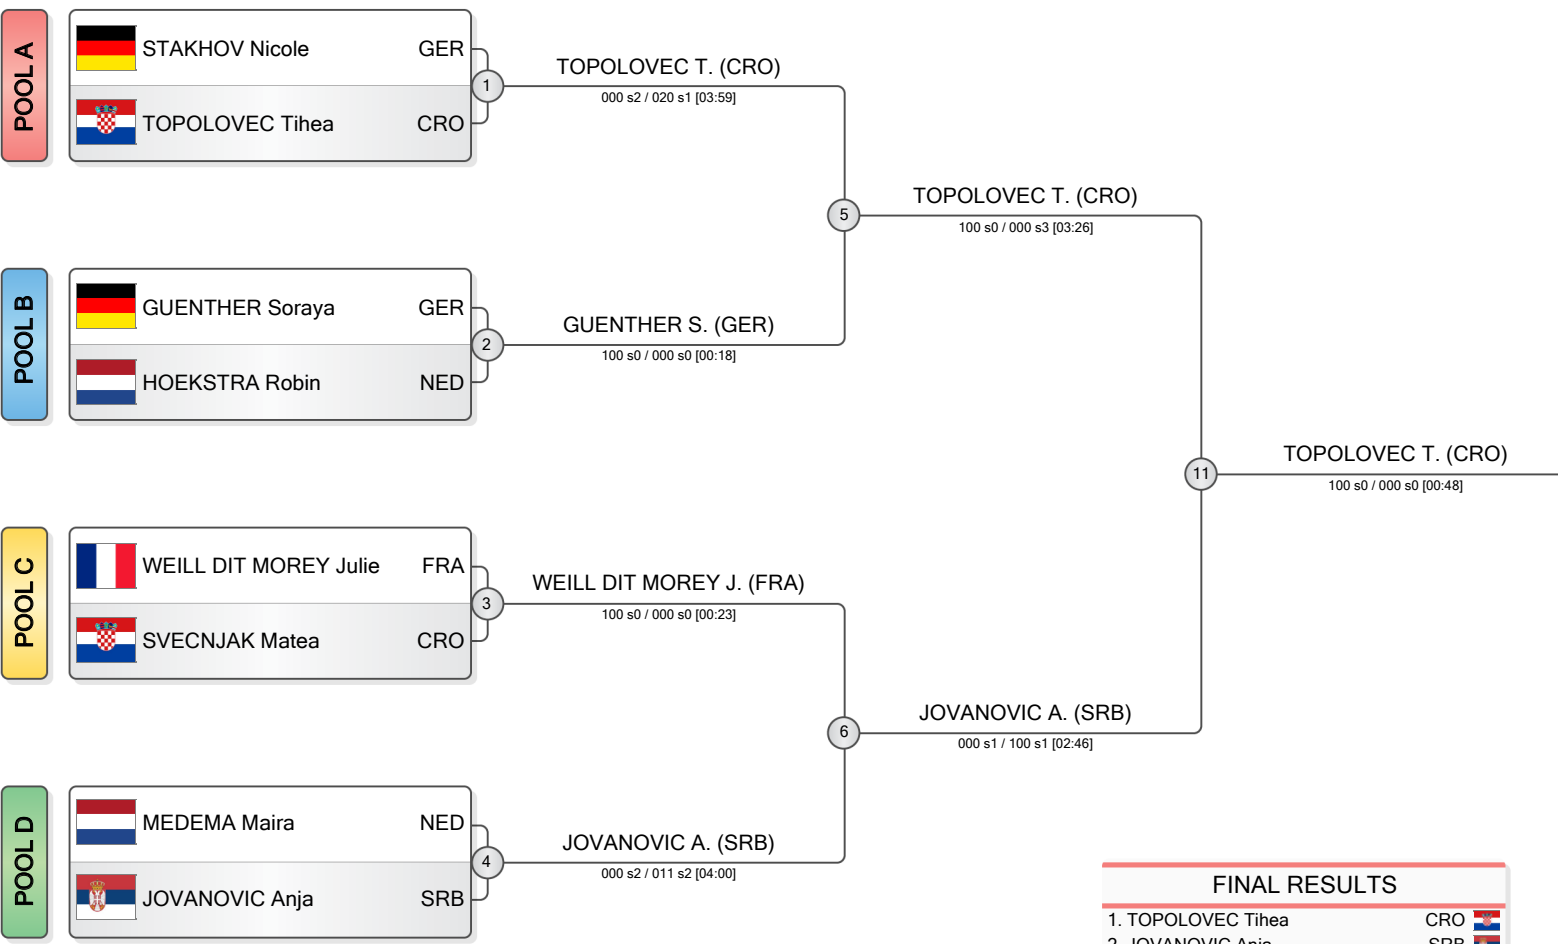 POOL A
STAKHOV Nicole GER
TOPOLOVEC Tihea CRO
1
TOPOLOVEC T. (CRO)
000 s2 / 020 s1 [03:59]
5
TOPOLOVEC T. (CRO)
100 s0 / 000 s3 [03:26]
POOL B
GUENTHER Soraya GER
HOEKSTRA Robin NED
2
GUENTHER S. (GER)
100 s0 / 000 s0 [00:18]
11
TOPOLOVEC T. (CRO)
100 s0 / 000 s0 [00:48]
POOL C
WEILL DIT MOREY Julie FRA
SVECNJAK Matea CRO
3
WEILL DIT MOREY J. (FRA)
100 s0 / 000 s0 [00:23]
6
JOVANOVIC A. (SRB)
000 s1 / 100 s1 [02:46]
POOL D
MEDEMA Maira NED
JOVANOVIC Anja SRB
4
JOVANOVIC A. (SRB)
000 s2 / 011 s2 [04:00]
FINAL RESULTS
1. TOPOLOVEC Tihea CRO
2. JOVANOVIC Anja SRB